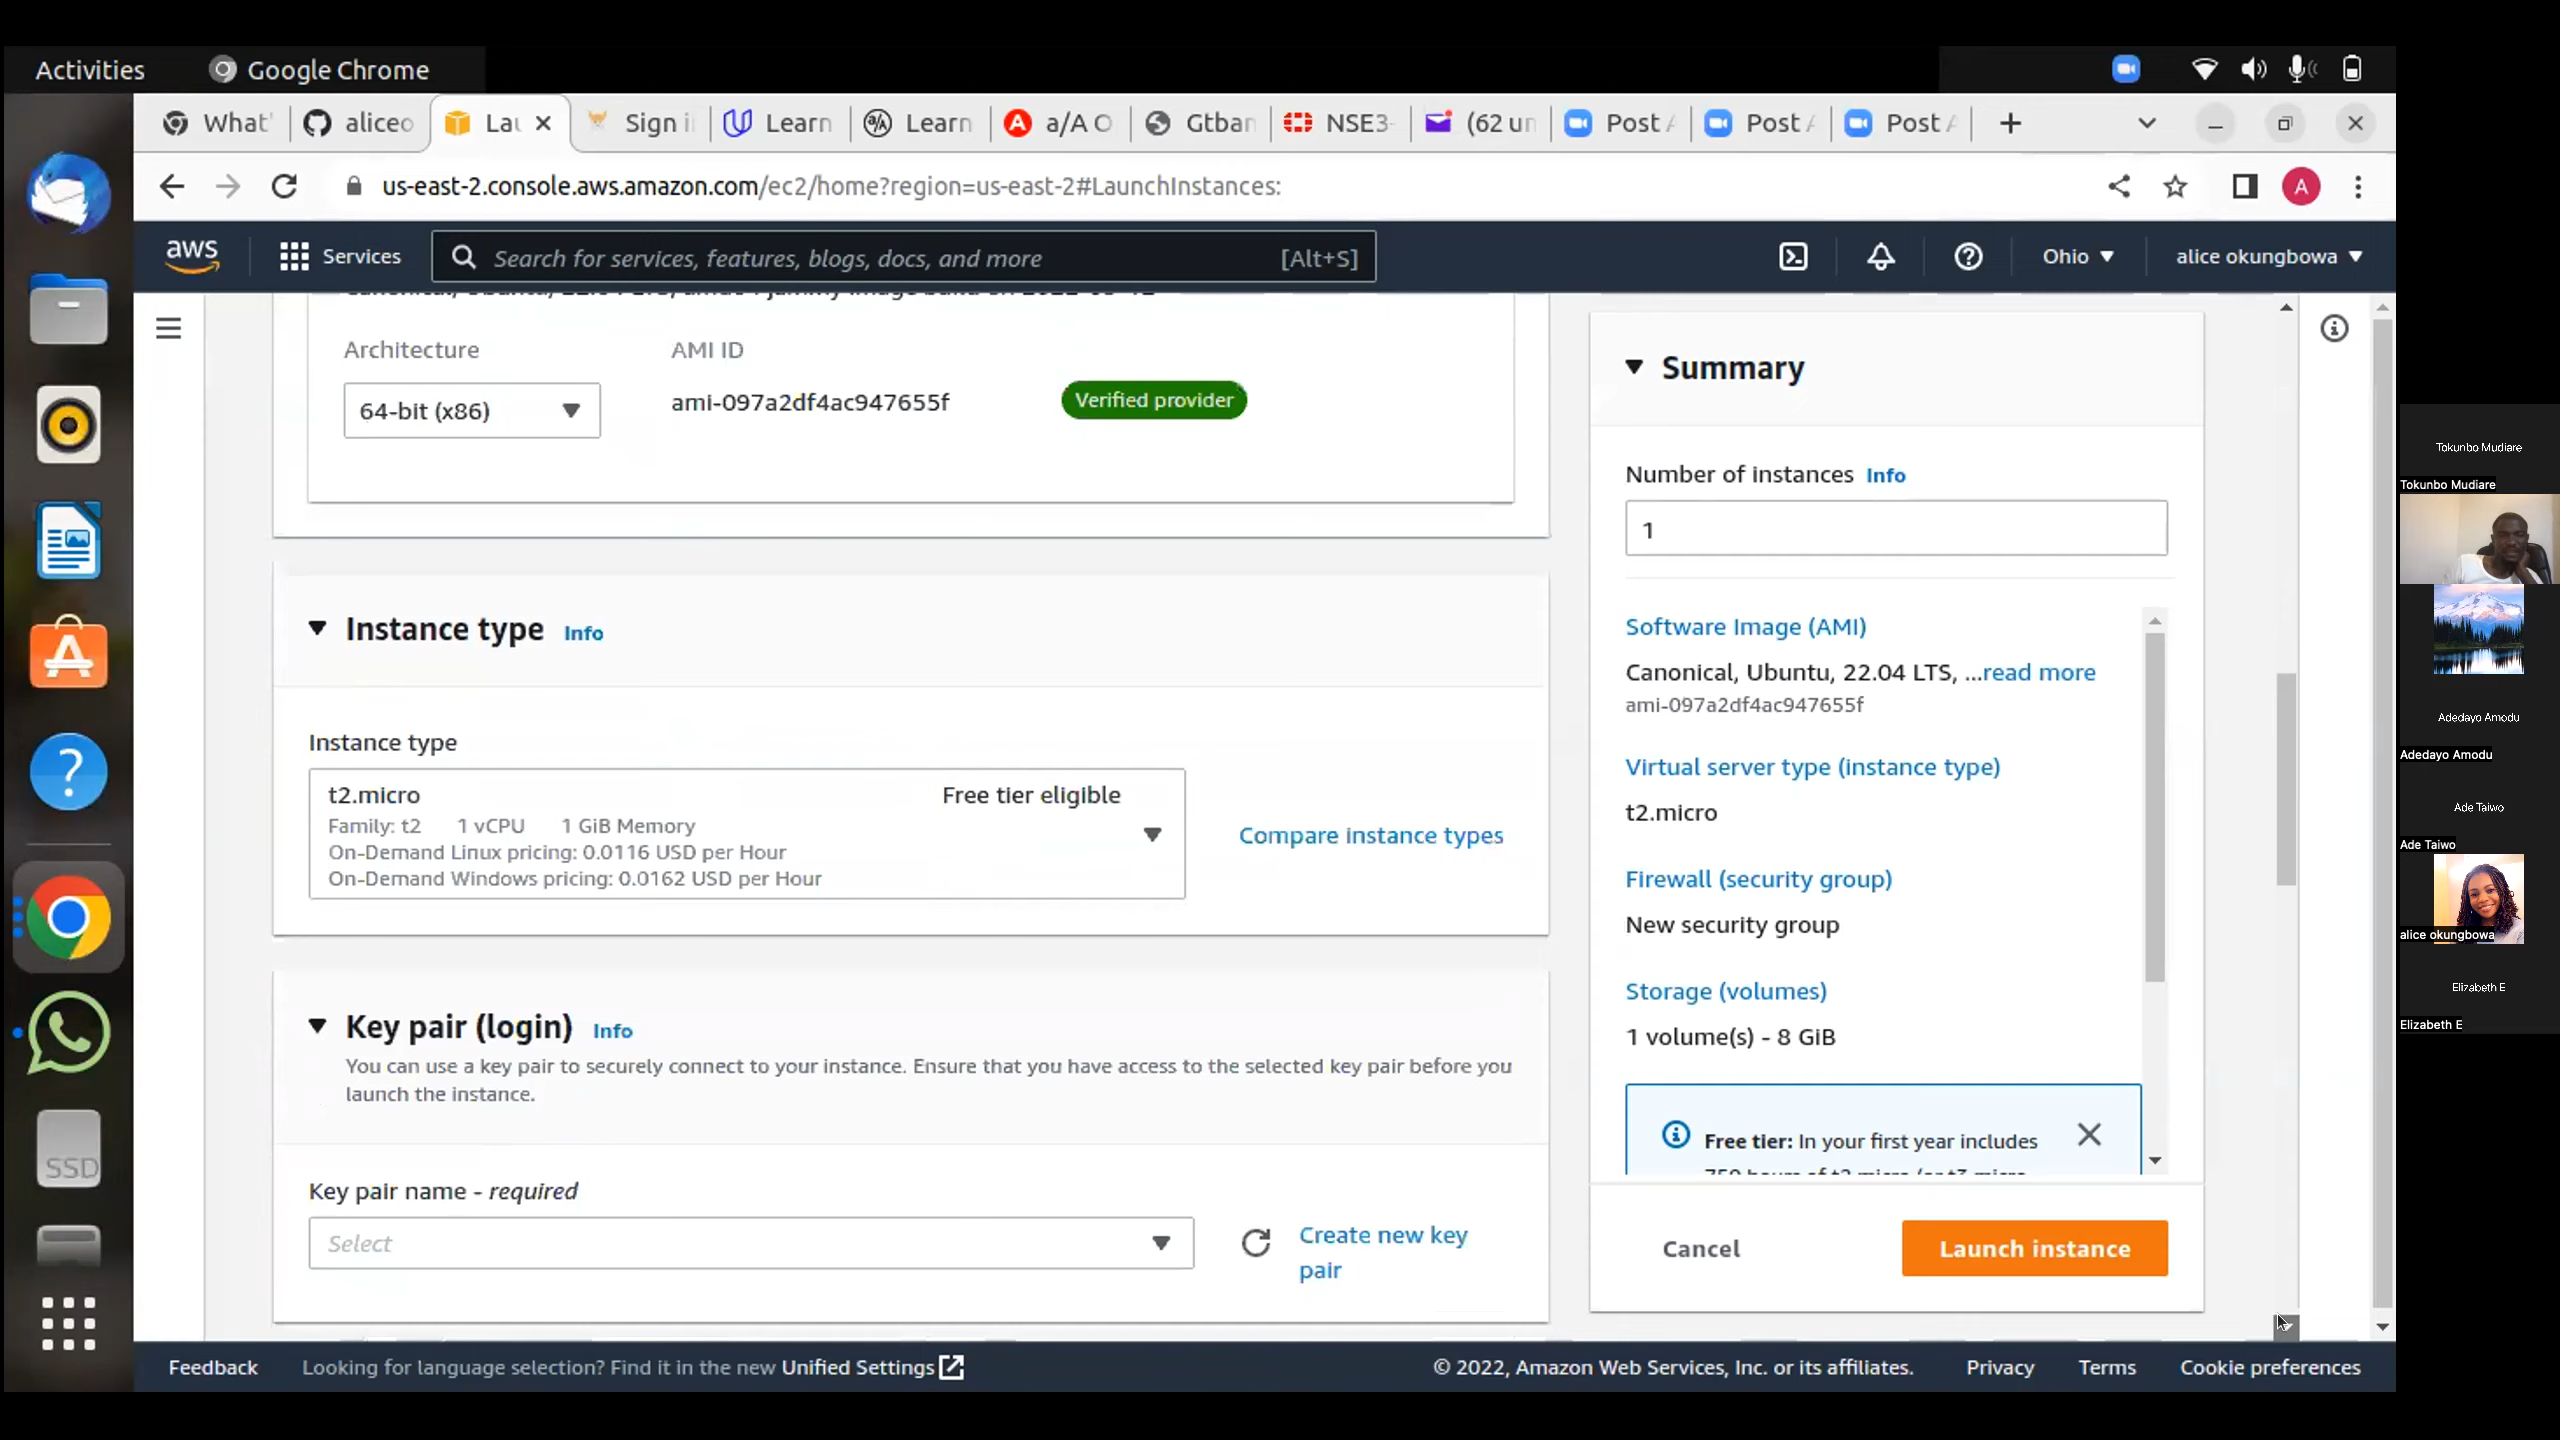 Activities
Google Chrome
What'
aliceo
Lau
Sign i
Learn
Learn
a/A O
Gtban
NSE3-
(62 un
Post A
Post A
Post A
us-east-2.console.aws.amazon.com/ec2/home?region=us-east-2#LaunchInstances:
A
aws
Services
Search for services, features, blogs, docs, and more
[Alt+S]
Ohio
alice okungbowa
Architecture
AMI ID
64-bit (x86)
ami-097a2df4ac947655f
Verified provider
Instance type Info
Instance type
t2.micro
Free tier eligible
Family: t2 1 vCPU 1 GiB Memory
On-Demand Linux pricing: 0.0116 USD per Hour
On-Demand Windows pricing: 0.0162 USD per Hour
Compare instance types
Key pair (login) Info
You can use a key pair to securely connect to your instance. Ensure that you have access to the selected key pair before you
launch the instance.
Key pair name - required
Select
Create new key
pair
Summary
Number of instances Info
1
Software Image (AMI)
Canonical, Ubuntu, 22.04 LTS, ...read more
ami-097a2df4ac947655f
Virtual server type (instance type)
t2.micro
Firewall (security group)
New security group
Storage (volumes)
1 volume(s) - 8 GiB
Free tier: In your first year includes
Cancel
Launch instance
SSD
Feedback
Looking for language selection? Find it in the new Unified Settings
© 2022, Amazon Web Services, Inc. or its affiliates.
Privacy
Terms
Cookie preferences
Tokunbo Mudiare
Tokunbo Mudiare
Adedayo Amodu
Adedayo Amodu
Ade Taiwo
Ade Taiwo
alice okungbowa
Elizabeth E
Elizabeth E